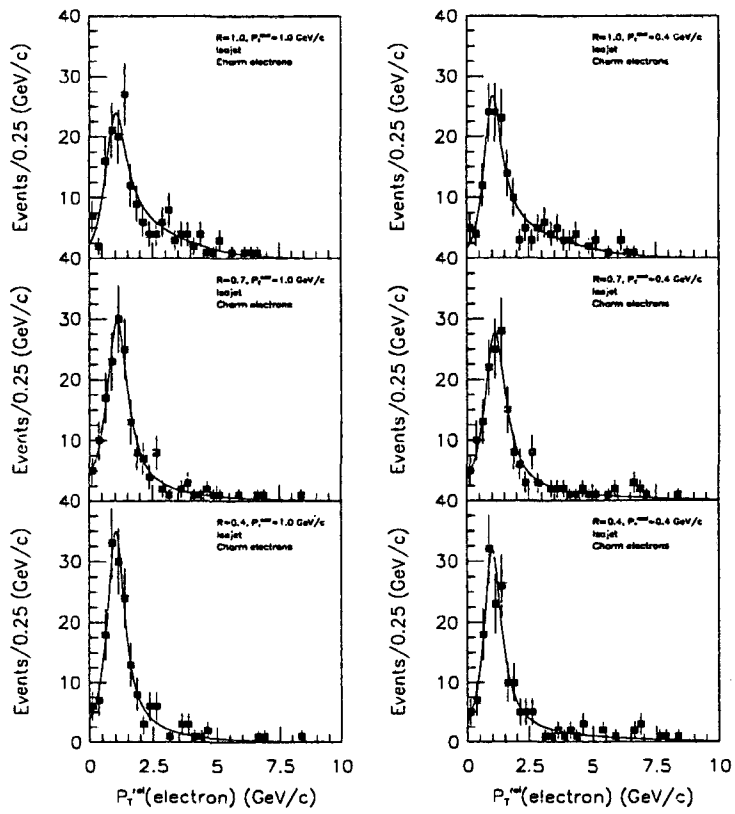 R=1.0, P_T^min=1.0 GeV/c
Isajet
Charm electrons
Events/0.25 (GeV/c)
40
30
20
10
R=1.0, P_T^min=0.4 GeV/c
Isajet
Charm electrons
Events/0.25 (GeV/c)
40
30
20
10
R=0.7, P_T^min=1.0 GeV/c
Isajet
Charm electrons
Events/0.25 (GeV/c)
40
30
20
10
R=0.7, P_T^min=0.4 GeV/c
Isajet
Charm electrons
Events/0.25 (GeV/c)
40
30
20
10
R=0.4, P_T^min=1.0 GeV/c
Isajet
Charm electrons
Events/0.25 (GeV/c)
40
30
20
10
0
0 2.5 5 7.5 10
P_T^rel(electron) (GeV/c)
R=0.4, P_T^min=0.4 GeV/c
Isajet
Charm electrons
Events/0.25 (GeV/c)
40
30
20
10
0
0 2.5 5 7.5 10
P_T^rel(electron) (GeV/c)